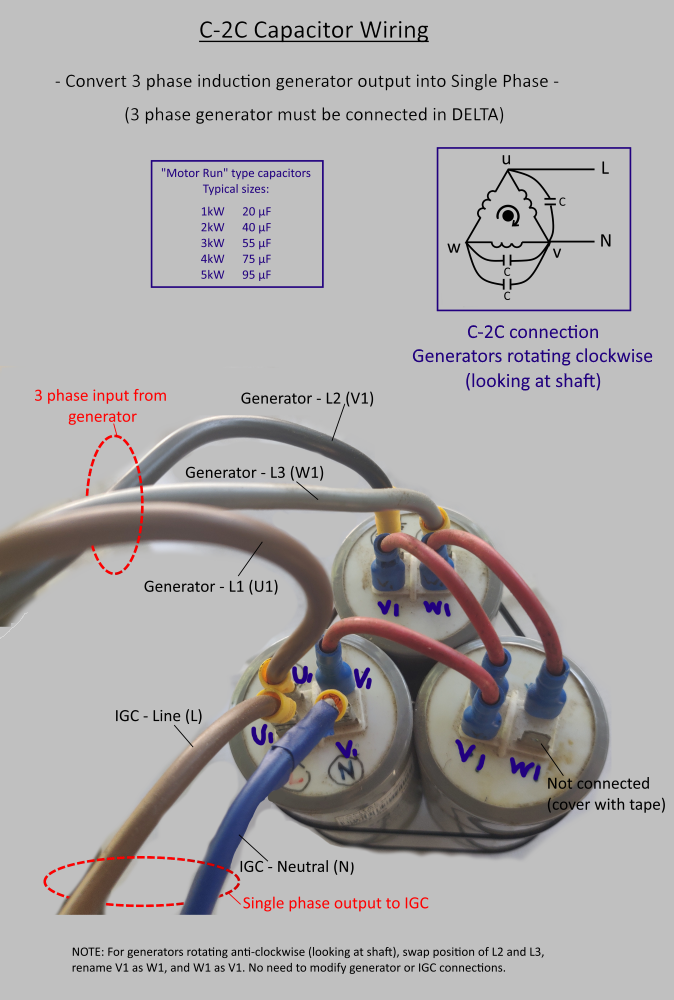 C-2C Capacitor Wiring
- Convert 3 phase induction generator output into Single Phase -
(3 phase generator must be connected in DELTA)
"Motor Run" type capacitors
Typical sizes:
1kW 20 µF
2kW 40 µF
3kW 55 µF
4kW 75 µF
5kW 95 µF
u
L
C
w
v
N
C
C
C-2C connection
Generators rotating clockwise
(looking at shaft)
3 phase input from
generator
Generator - L2 (V1)
Generator - L3 (W1)
Generator - L1 (U1)
V1 W1
U1 V1
U1 V1
N
V1 W1
IGC - Line (L)
Not connected
(cover with tape)
IGC - Neutral (N)
Single phase output to IGC
NOTE: For generators rotating anti-clockwise (looking at shaft), swap position of L2 and L3,
rename V1 as W1, and W1 as V1. No need to modify generator or IGC connections.